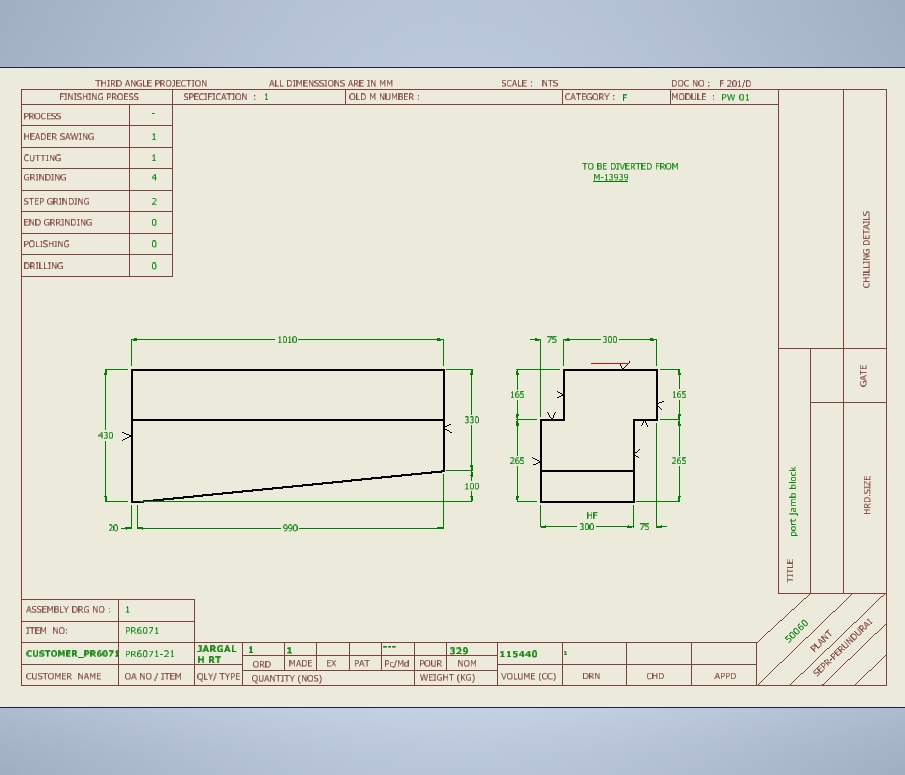 THIRD ANGLE PROJECTION ALL DIMENSSIONS ARE IN MM SCALE : NTS DOC NO : F 201/D
FINISHING PROESS SPECIFICATION : 1 OLD M NUMBER : CATEGORY : F MODULE : PW 01
PROCESS -
HEADER SAWING 1
CUTTING 1
GRINDING 4
STEP GRINDING 2
END GRRINDING 0
POLISHING 0
DRILLING 0
TO BE DIVERTED FROM
M-13939
CHILLING DETAILS
GATE
HRD.SIZE
TITLE port jamb block
1010
430
330
100
20
990
75
300
165
165
265
265
HF
300
75
ASSEMBLY DRG NO : 1
ITEM NO: PR6071
CUSTOMER_PR6071 PR6071-21 JARGAL
H RT
1 1 --- 329 115440
ORD MADE EX PAT Pc/Md POUR NOM
CUSTOMER NAME OA NO / ITEM QLY/ TYPE QUANTITY (NOS) WEIGHT (KG) VOLUME (CC) DRN CHD APPD
50060
PLANT
SEPR-PERUNDURAI